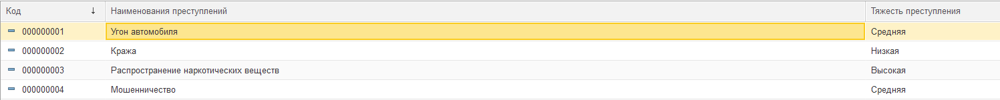 Код ↓ Наименования преступлений Тяжесть преступления
000000001 Угон автомобиля Средняя
000000002 Кража Низкая
000000003 Распространение наркотических веществ Высокая
000000004 Мошенничество Средняя